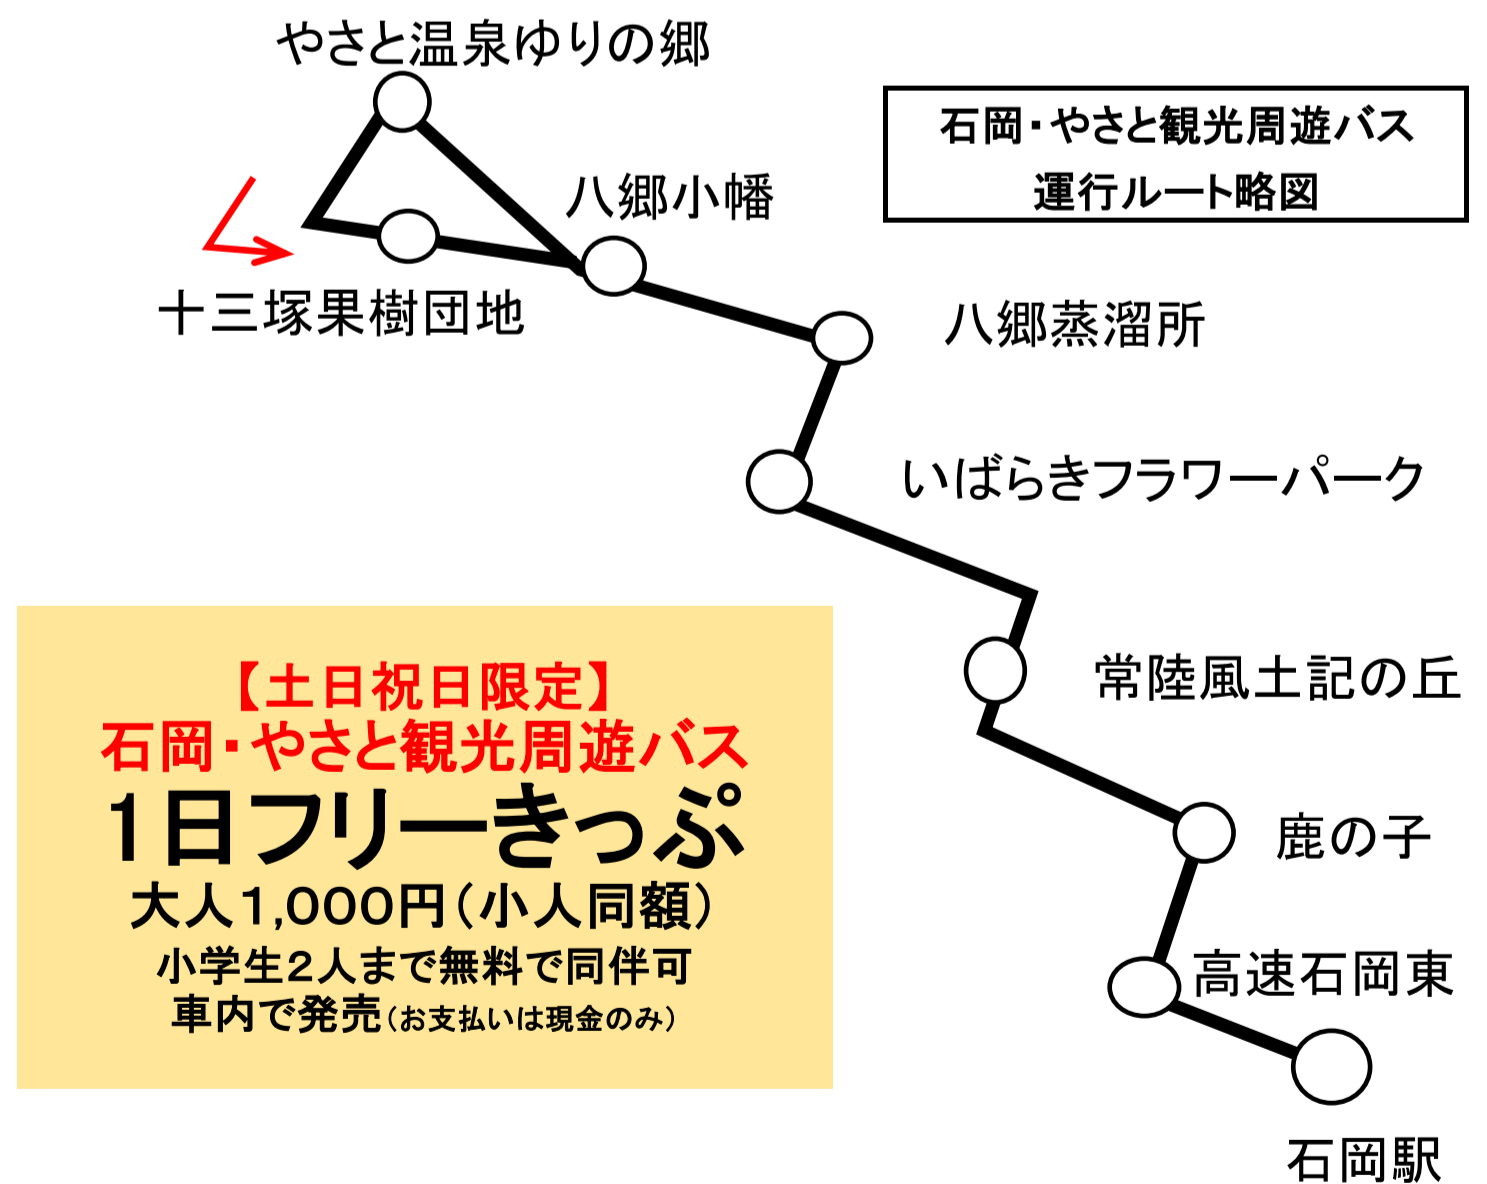 やさと温泉ゆりの郷
石岡・やさと観光周遊バス
運行ルート略図
八郷小幡
十三塚果樹団地
八郷蒸溜所
いばらきフラワーパーク
常陸風土記の丘
鹿の子
高速石岡東
石岡駅
【土日祝日限定】
石岡・やさと観光周遊バス
1日フリーきっぷ
大人1,000円（小人同額）
小学生2人まで無料で同伴可
車内で発売（お支払いは現金のみ）